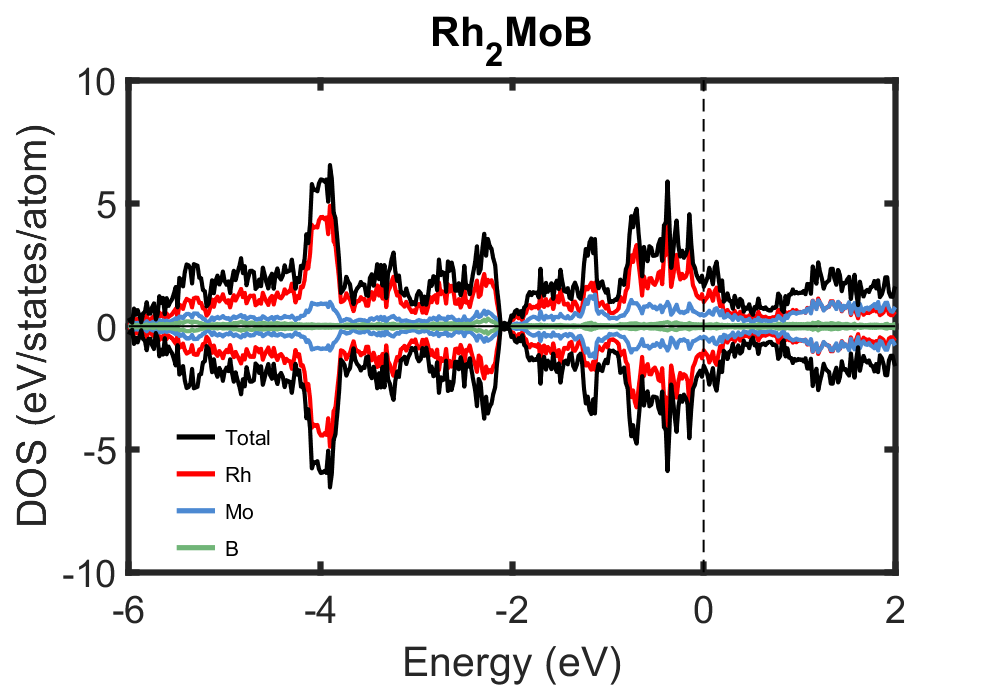 Rh₂MoB
10
5
0
-5
-10
DOS (eV/states/atom)
Total
Rh
Mo
B
-6 -4 -2 0 2
Energy (eV)